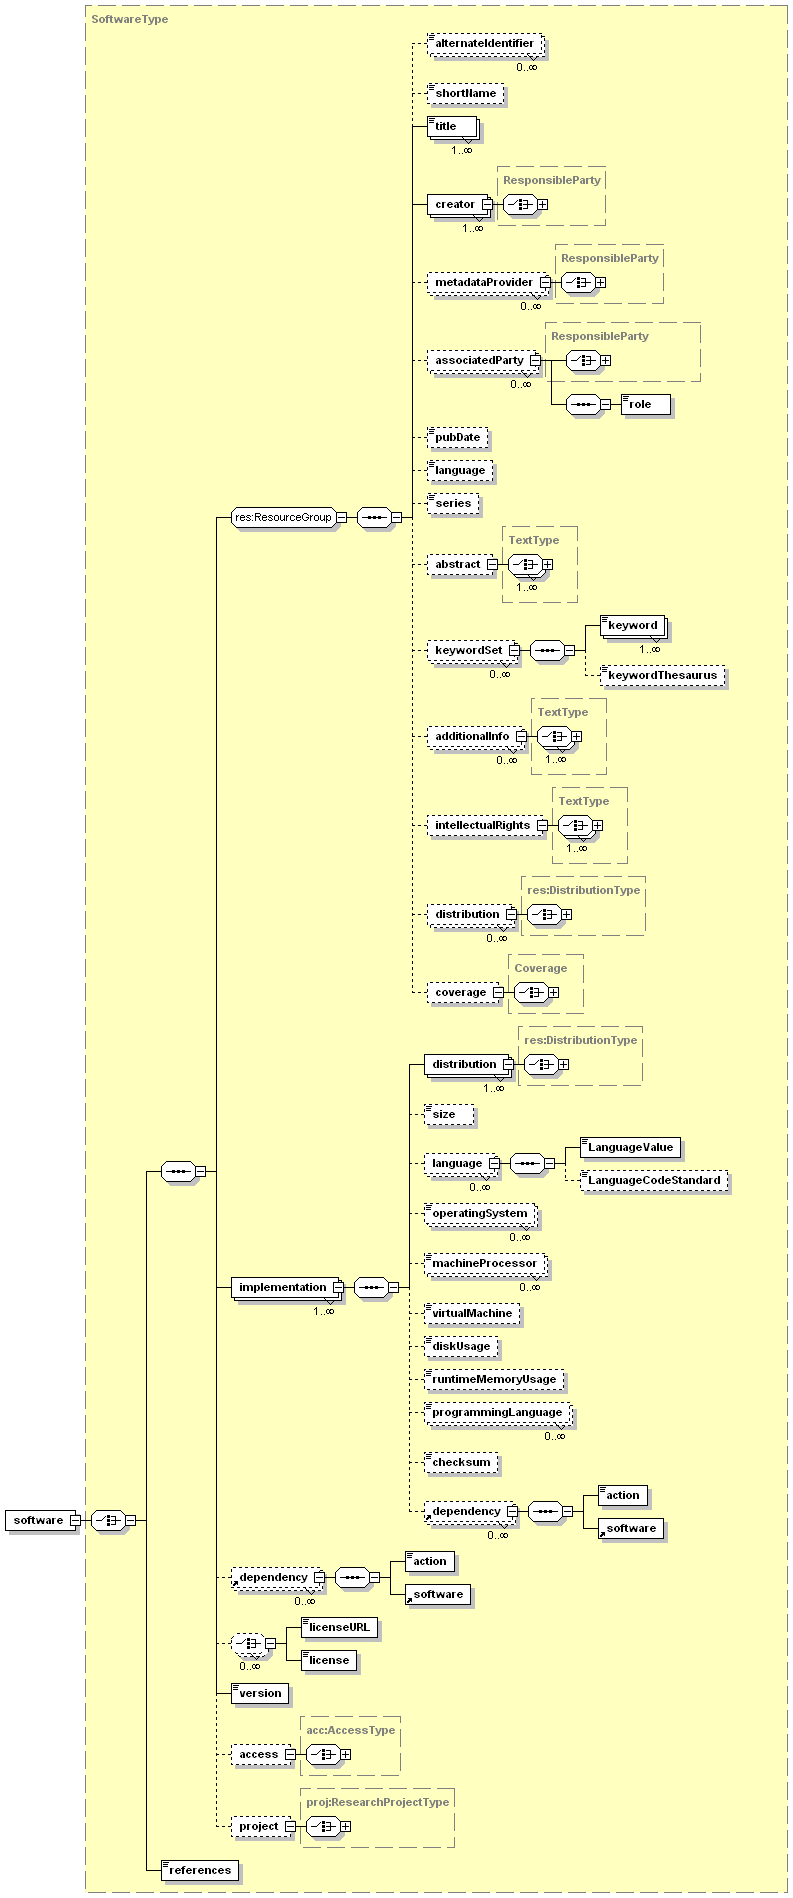 SoftwareType
alternateIdentifier
0..∞
shortName
title
1..∞
ResponsibleParty
creator
1..∞
ResponsibleParty
metadataProvider
0..∞
ResponsibleParty
associatedParty
0..∞
role
pubDate
language
series
res:ResourceGroup
TextType
abstract
1..∞
keyword
1..∞
keywordSet
0..∞
keywordThesaurus
TextType
additionalInfo
0..∞ 1..∞
TextType
intellectualRights
1..∞
res:DistributionType
distribution
0..∞
Coverage
coverage
res:DistributionType
distribution
1..∞
size
LanguageValue
language
0..∞
LanguageCodeStandard
operatingSystem
0..∞
machineProcessor
0..∞
implementation
1..∞
virtualMachine
diskUsage
runtimeMemoryUsage
programmingLanguage
0..∞
checksum
action
dependency
0..∞
software
software
action
dependency
0..∞
software
licenseURL
0..∞
license
version
acc:AccessType
access
proj:ResearchProjectType
project
references